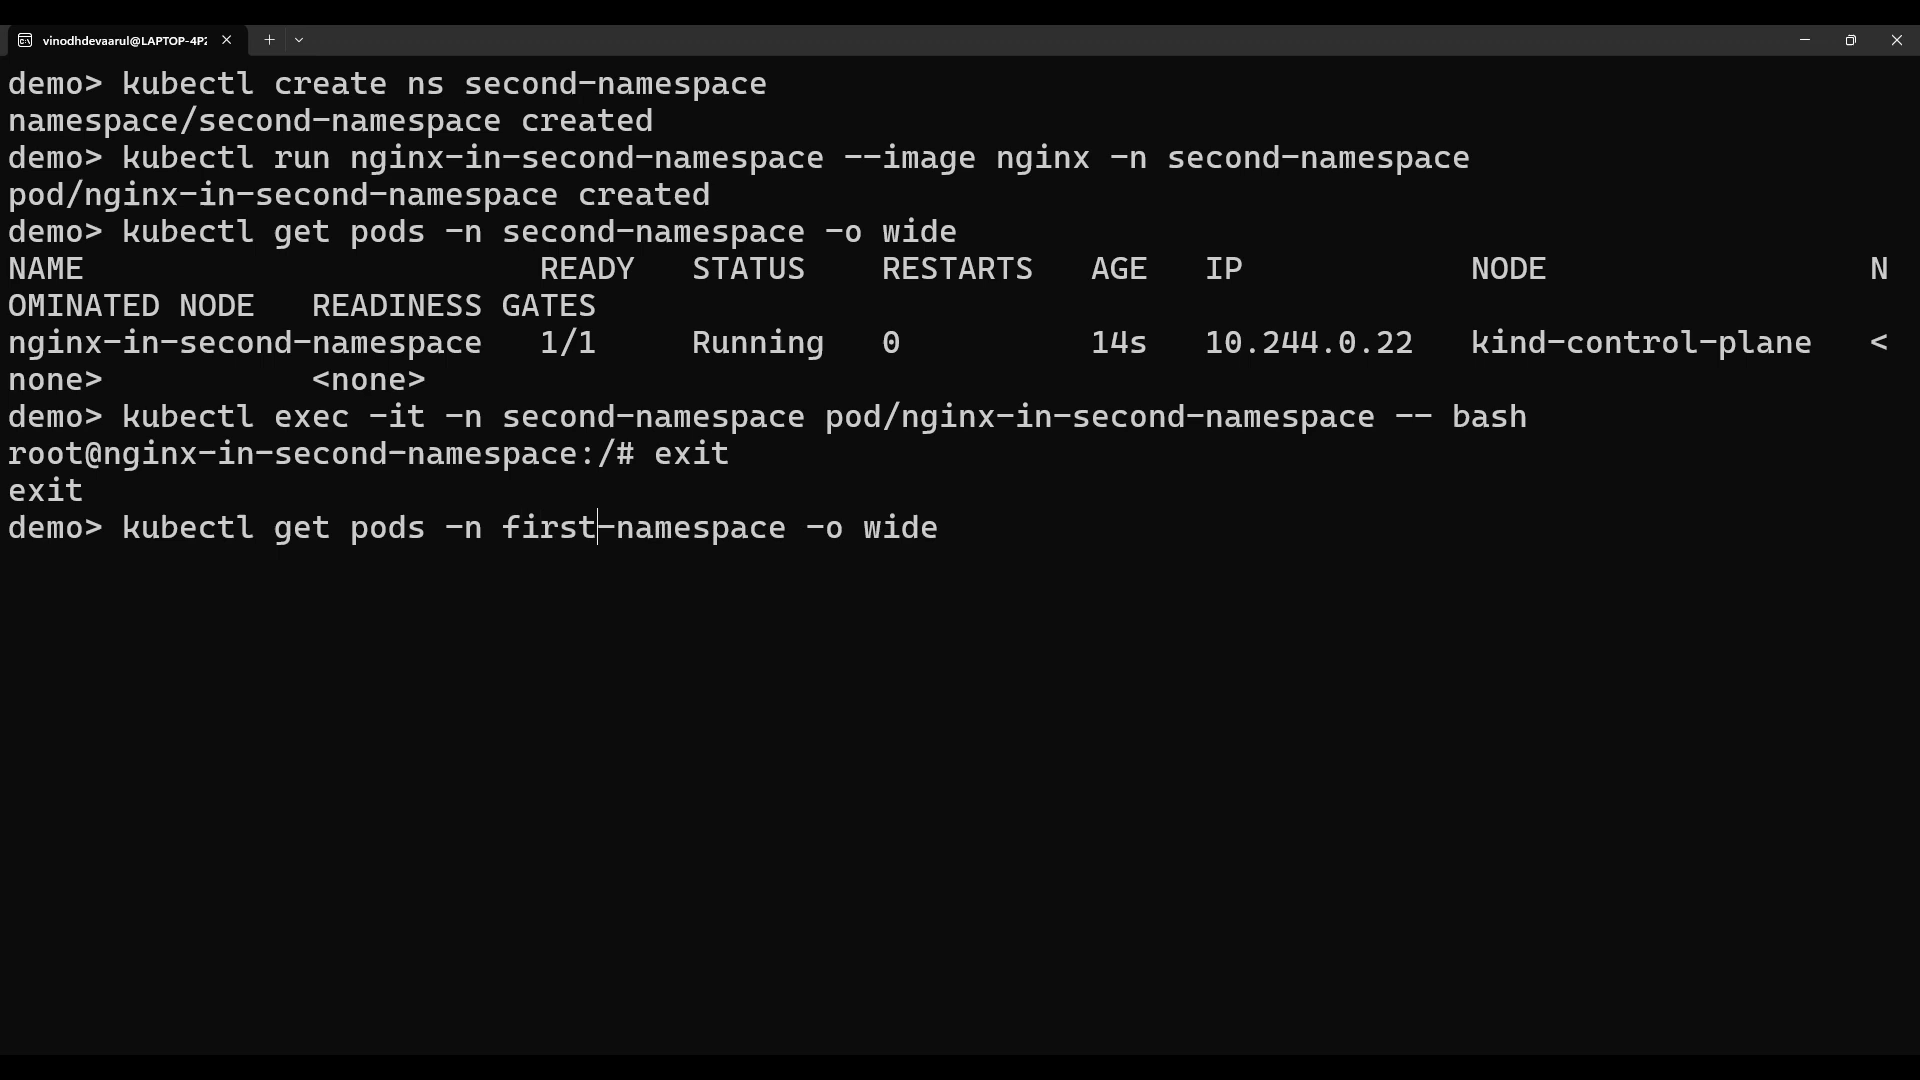 vinodhdevaarul@LAPTOP-4P2
demo> kubectl create ns second-namespace
namespace/second-namespace created
demo> kubectl run nginx-in-second-namespace --image nginx -n second-namespace
pod/nginx-in-second-namespace created
demo> kubectl get pods -n second-namespace -o wide
NAME                        READY   STATUS    RESTARTS   AGE   IP            NODE                 N
OMINATED NODE   READINESS GATES
nginx-in-second-namespace   1/1     Running   0          14s   10.244.0.22   kind-control-plane   <
none>           <none>
demo> kubectl exec -it -n second-namespace pod/nginx-in-second-namespace -- bash
root@nginx-in-second-namespace:/# exit
exit
demo> kubectl get pods -n first-namespace -o wide